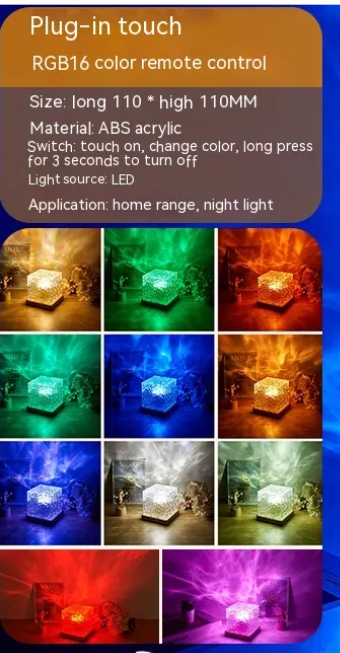 Plug-in touch
RGB16 color remote control
Size: long 110 * high 110MM
Material: ABS acrylic
Switch: touch on, change color, long press
for 3 seconds to turn off
Light source: LED
Application: home range, night light